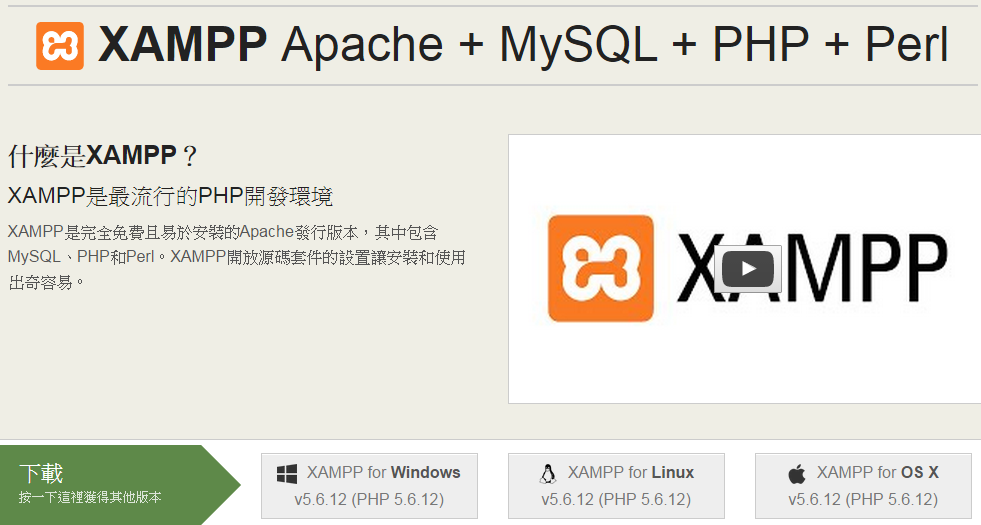 XAMPP Apache + MySQL + PHP + Perl
什麼是XAMPP？
XAMPP是最流行的PHP開發環境
XAMPP是完全免費且易於安裝的Apache發行版本，其中包含
MySQL、PHP和Perl。XAMPP開放源碼套件的設置讓安裝和使用
出奇容易。
XAMPP
下載
按一下這裡獲得其他版本
XAMPP for Windows
v5.6.12 (PHP 5.6.12)
XAMPP for Linux
v5.6.12 (PHP 5.6.12)
XAMPP for OS X
v5.6.12 (PHP 5.6.12)